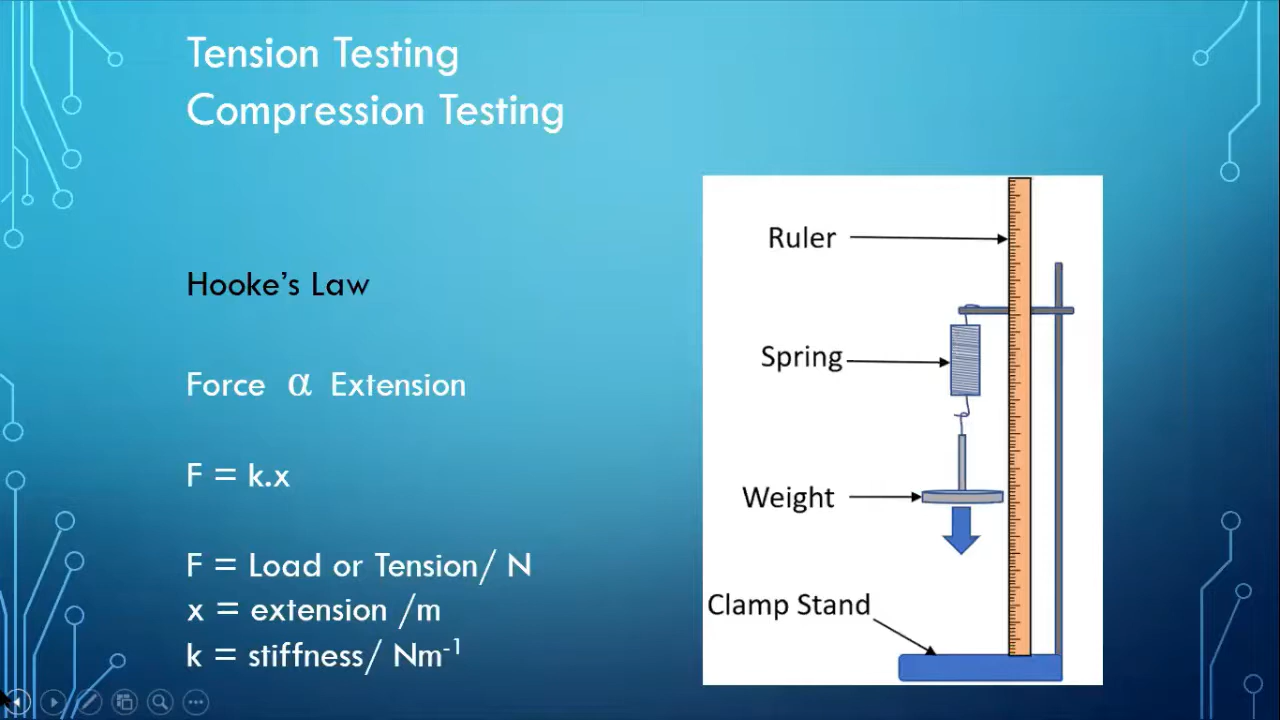 Tension Testing
Compression Testing
Hooke’s Law
Force α Extension
F = k.x
F = Load or Tension/ N
x = extension /m
k = stiffness/ Nm⁻¹
Ruler
Spring
Weight
Clamp Stand